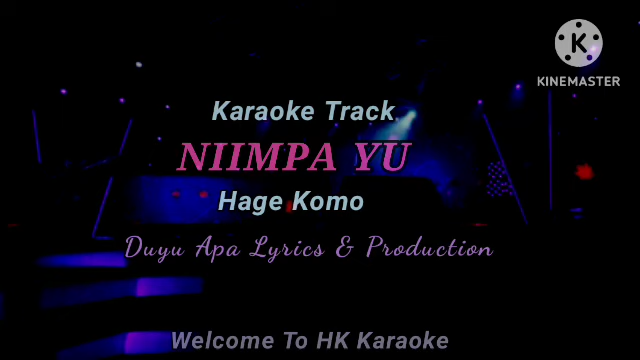 KINEMASTER
Karaoke Track
NIIMPA YU
Hage Komo
Duyu Apa Lyrics & Production
Welcome To HK Karaoke